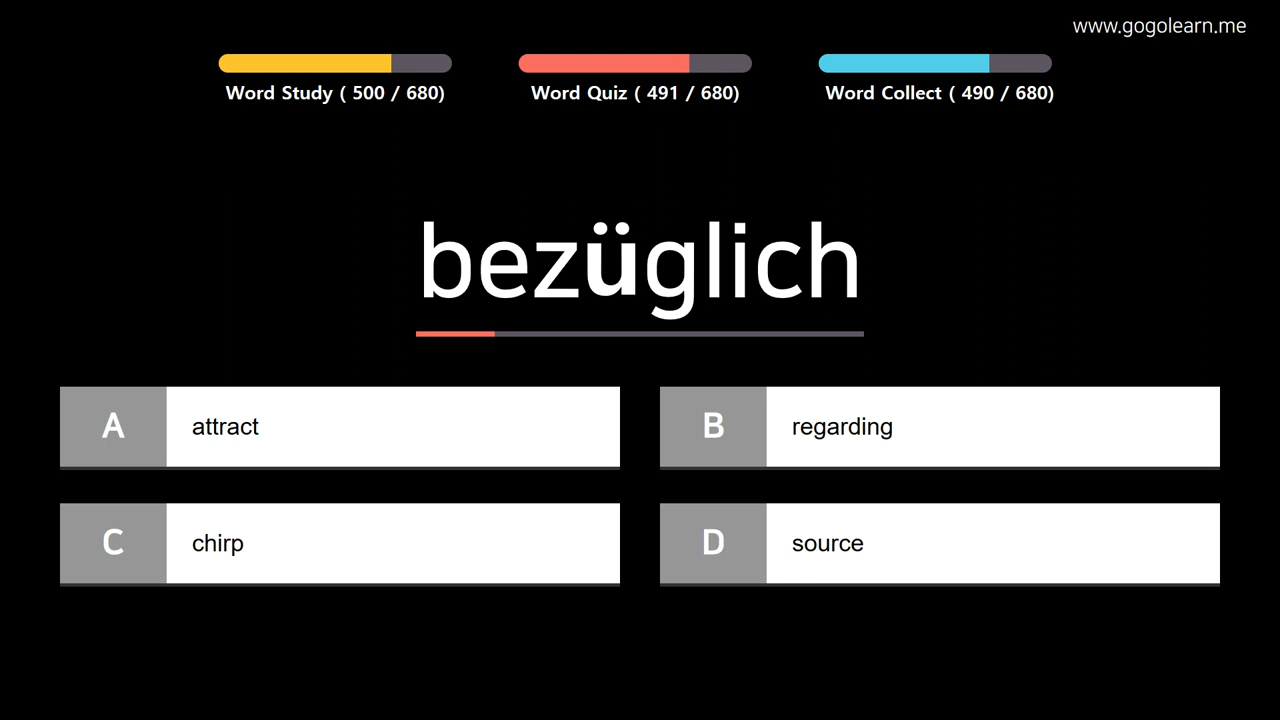 www.gogolearn.me
Word Study ( 500 / 680)
Word Quiz ( 491 / 680)
Word Collect ( 490 / 680)
bezüglich
A attract
B regarding
C chirp
D source